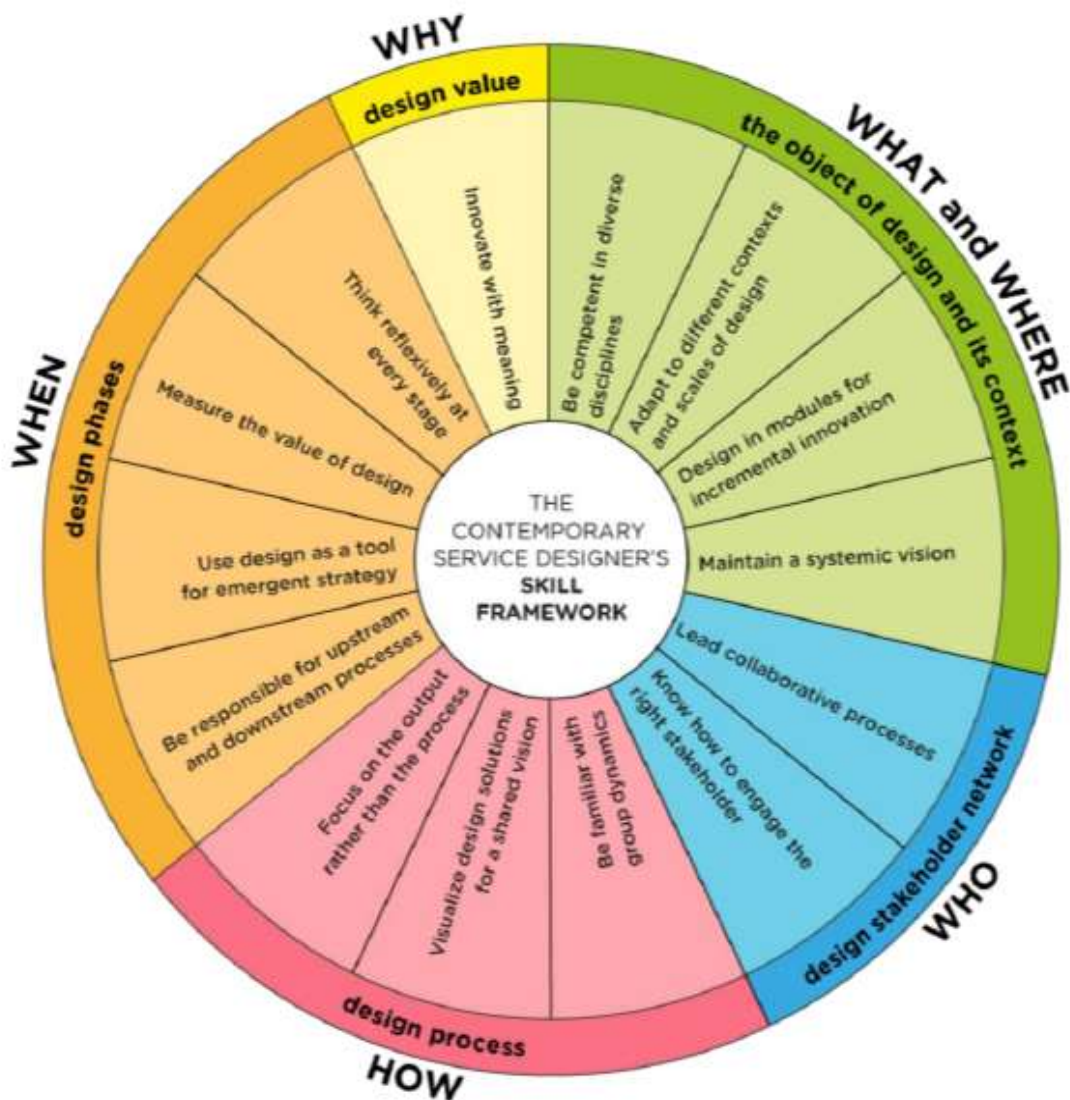 WHY
design value
Innovate with meaning
WHAT and WHERE
the object of design and its context
Be competent in diverse
disciplines
Adapt to different contexts
and scales of design
Design in modules for
incremental innovation
Maintain a systemic vision
WHO
design stakeholder network
Lead collaborative processes
Know how to engage the
right stakeholder
HOW
design process
Be familiar with
group dynamics
Visualize design solutions
for a shared vision
Focus on the output
rather than the process
WHEN
design phases
Be responsible for upstream
and downstream processes
Use design as a tool
for emergent strategy
Measure the value of design
Think reflexively at
every stage
THE
CONTEMPORARY
SERVICE DESIGNER'S
SKILL
FRAMEWORK